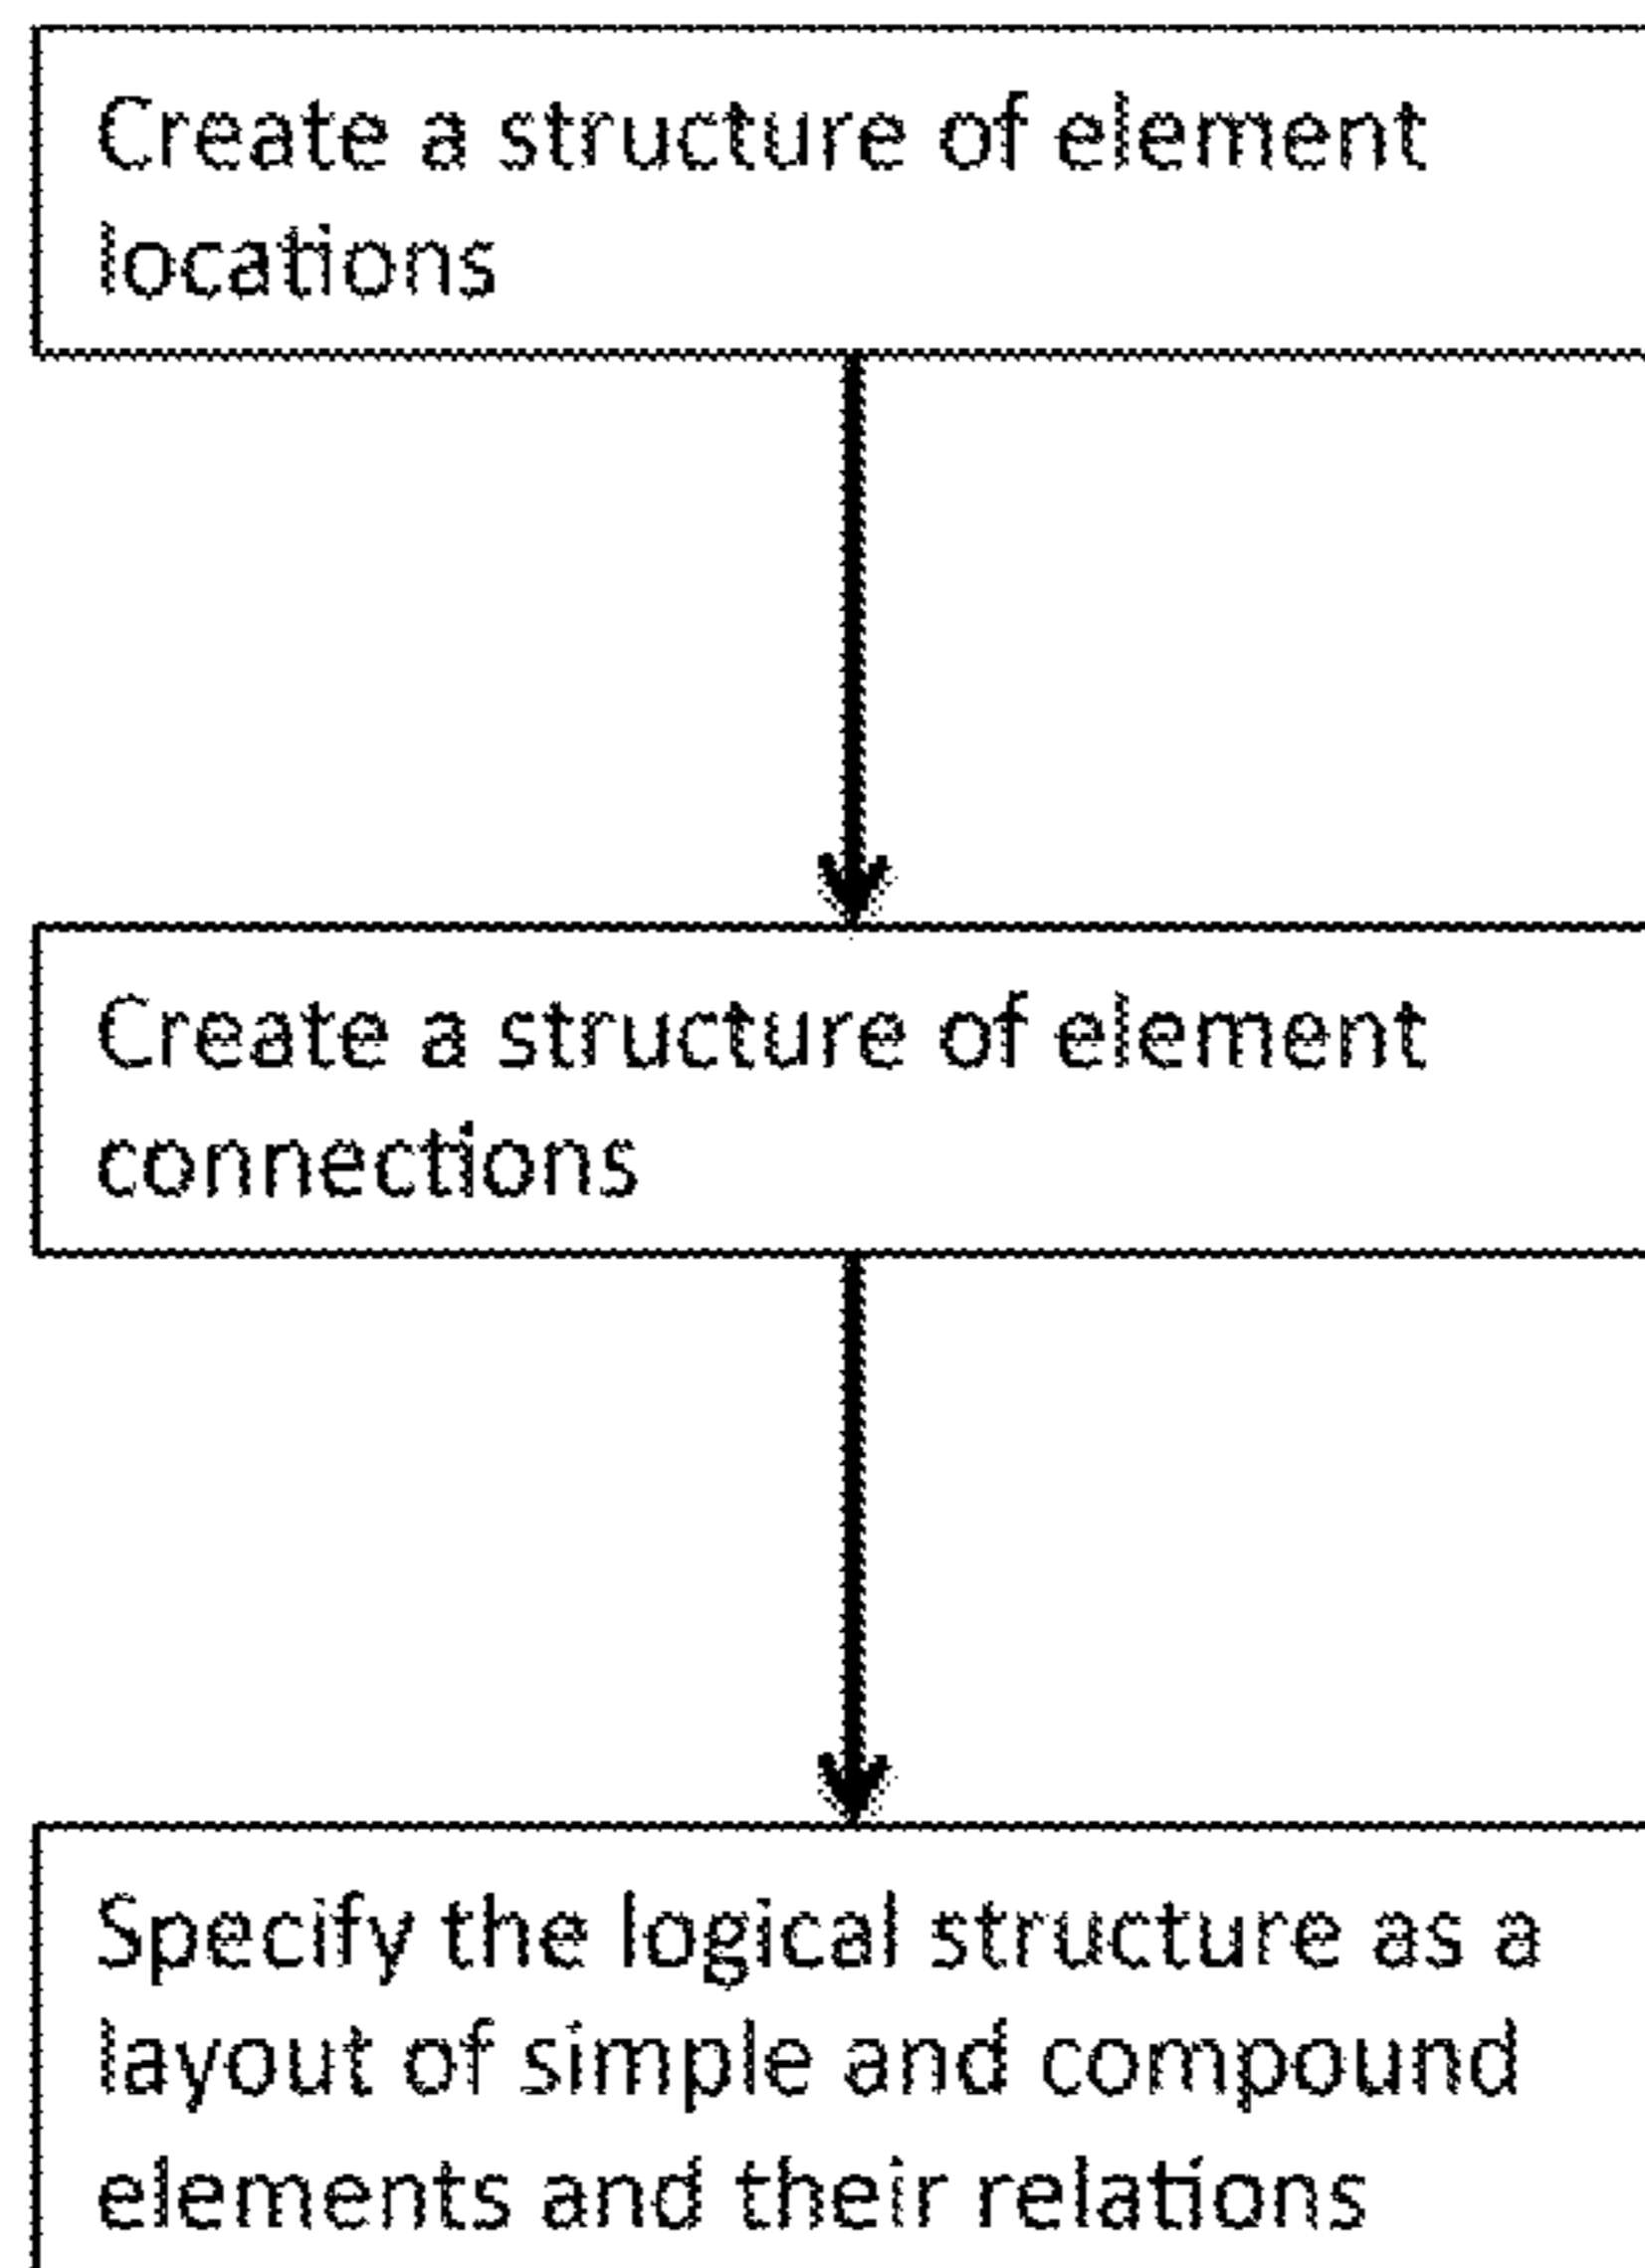 Create a structure of element
locations
Create a structure of element
connections
Specify the logical structure as a
layout of simple and compound
elements and their relations